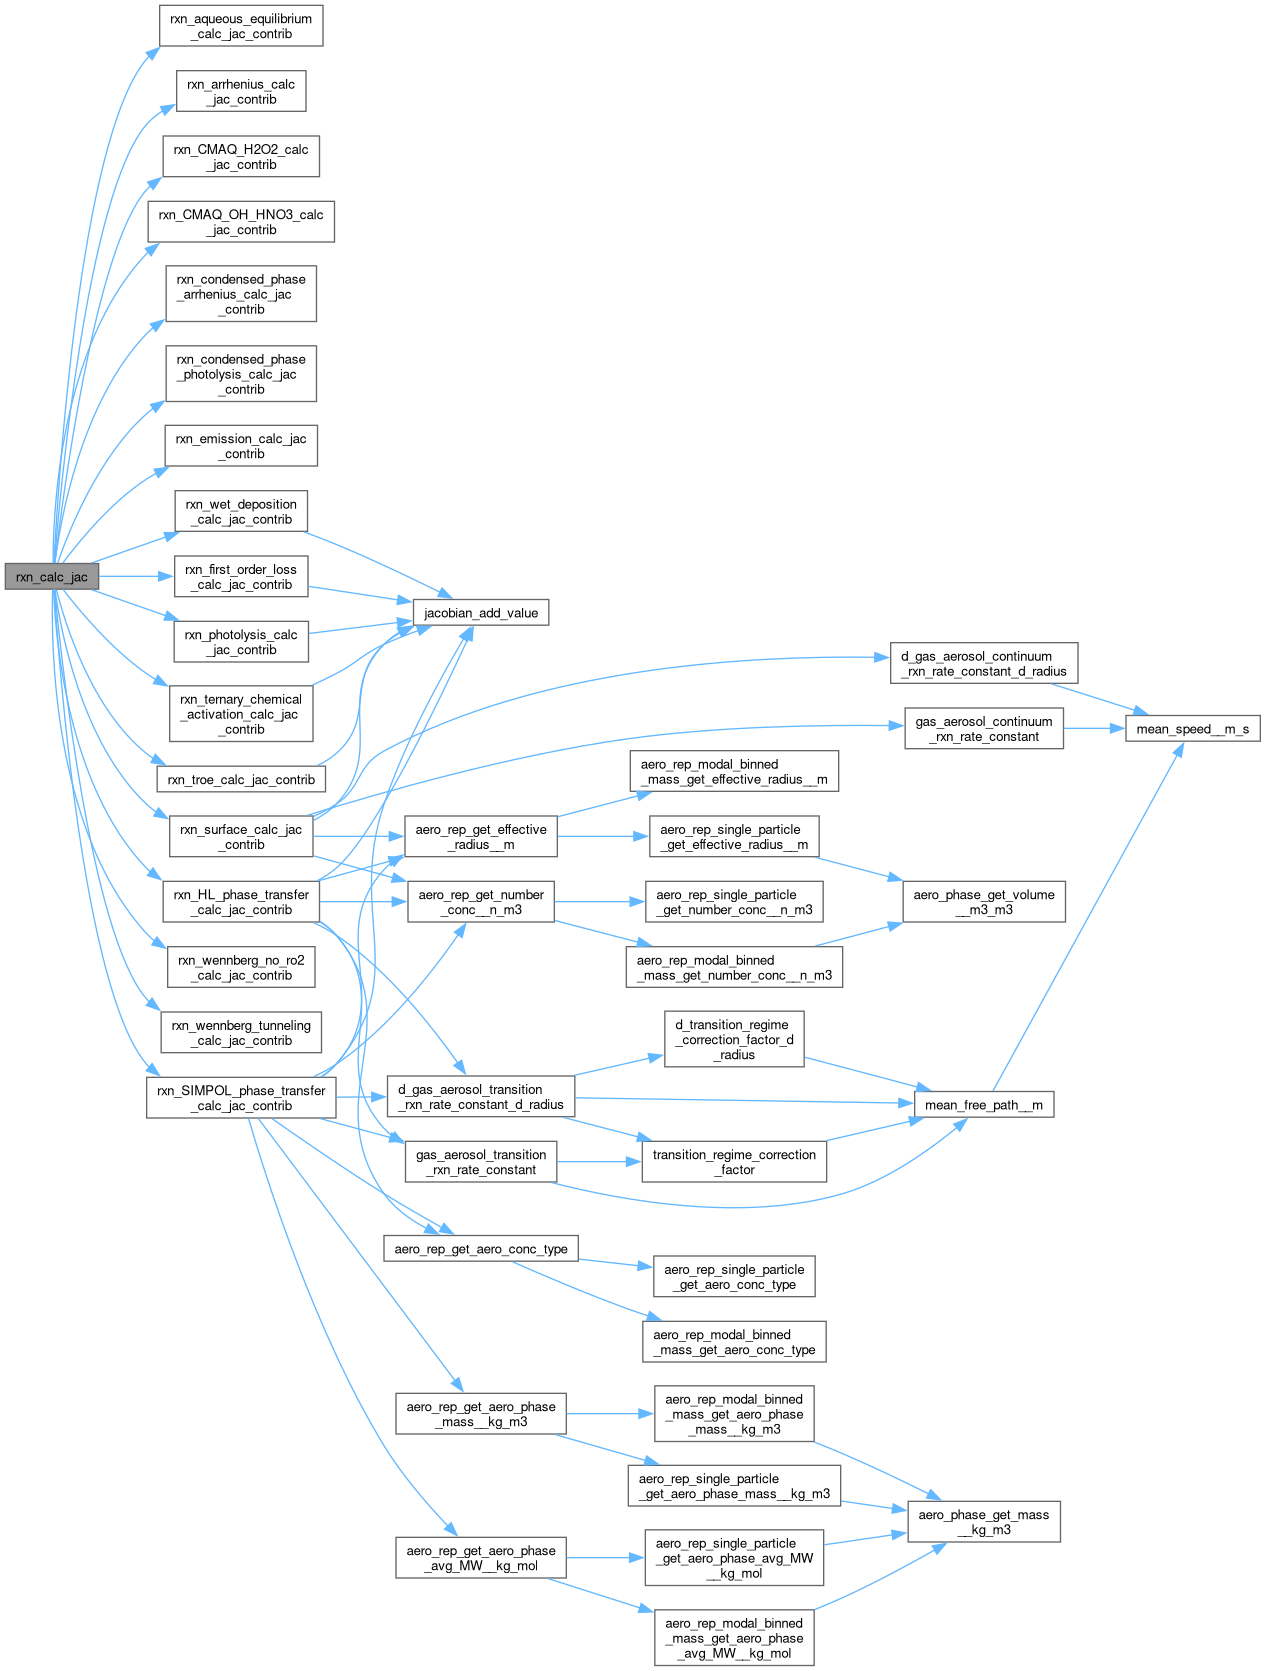 rxn_aqueous_equilibrium
_calc_jac_contrib
rxn_arrhenius_calc
_jac_contrib
rxn_CMAQ_H2O2_calc
_jac_contrib
rxn_CMAQ_OH_HNO3_calc
_jac_contrib
rxn_condensed_phase
_arrhenius_calc_jac
_contrib
rxn_condensed_phase
_photolysis_calc_jac
_contrib
rxn_emission_calc_jac
_contrib
rxn_wet_deposition
_calc_jac_contrib
rxn_calc_jac
rxn_first_order_loss
_calc_jac_contrib
jacobian_add_value
rxn_photolysis_calc
_jac_contrib
d_gas_aerosol_continuum
_rxn_rate_constant_d_radius
rxn_ternary_chemical
_activation_calc_jac
_contrib
gas_aerosol_continuum
_rxn_rate_constant
mean_speed__m_s
rxn_troe_calc_jac_contrib
aero_rep_modal_binned
_mass_get_effective_radius__m
rxn_surface_calc_jac
_contrib
aero_rep_get_effective
_radius__m
aero_rep_single_particle
_get_effective_radius__m
rxn_HL_phase_transfer
_calc_jac_contrib
aero_rep_get_number
_conc__n_m3
aero_rep_single_particle
_get_number_conc__n_m3
aero_phase_get_volume
__m3_m3
rxn_wennberg_no_ro2
_calc_jac_contrib
aero_rep_modal_binned
_mass_get_number_conc__n_m3
rxn_wennberg_tunneling
_calc_jac_contrib
d_transition_regime
_correction_factor_d
_radius
rxn_SIMPOL_phase_transfer
_calc_jac_contrib
d_gas_aerosol_transition
_rxn_rate_constant_d_radius
mean_free_path__m
gas_aerosol_transition
_rxn_rate_constant
transition_regime_correction
_factor
aero_rep_get_aero_conc_type
aero_rep_single_particle
_get_aero_conc_type
aero_rep_modal_binned
_mass_get_aero_conc_type
aero_rep_get_aero_phase
_mass__kg_m3
aero_rep_modal_binned
_mass_get_aero_phase
_mass__kg_m3
aero_rep_single_particle
_get_aero_phase_mass__kg_m3
aero_phase_get_mass
__kg_m3
aero_rep_get_aero_phase
_avg_MW__kg_mol
aero_rep_single_particle
_get_aero_phase_avg_MW
__kg_mol
aero_rep_modal_binned
_mass_get_aero_phase
_avg_MW__kg_mol